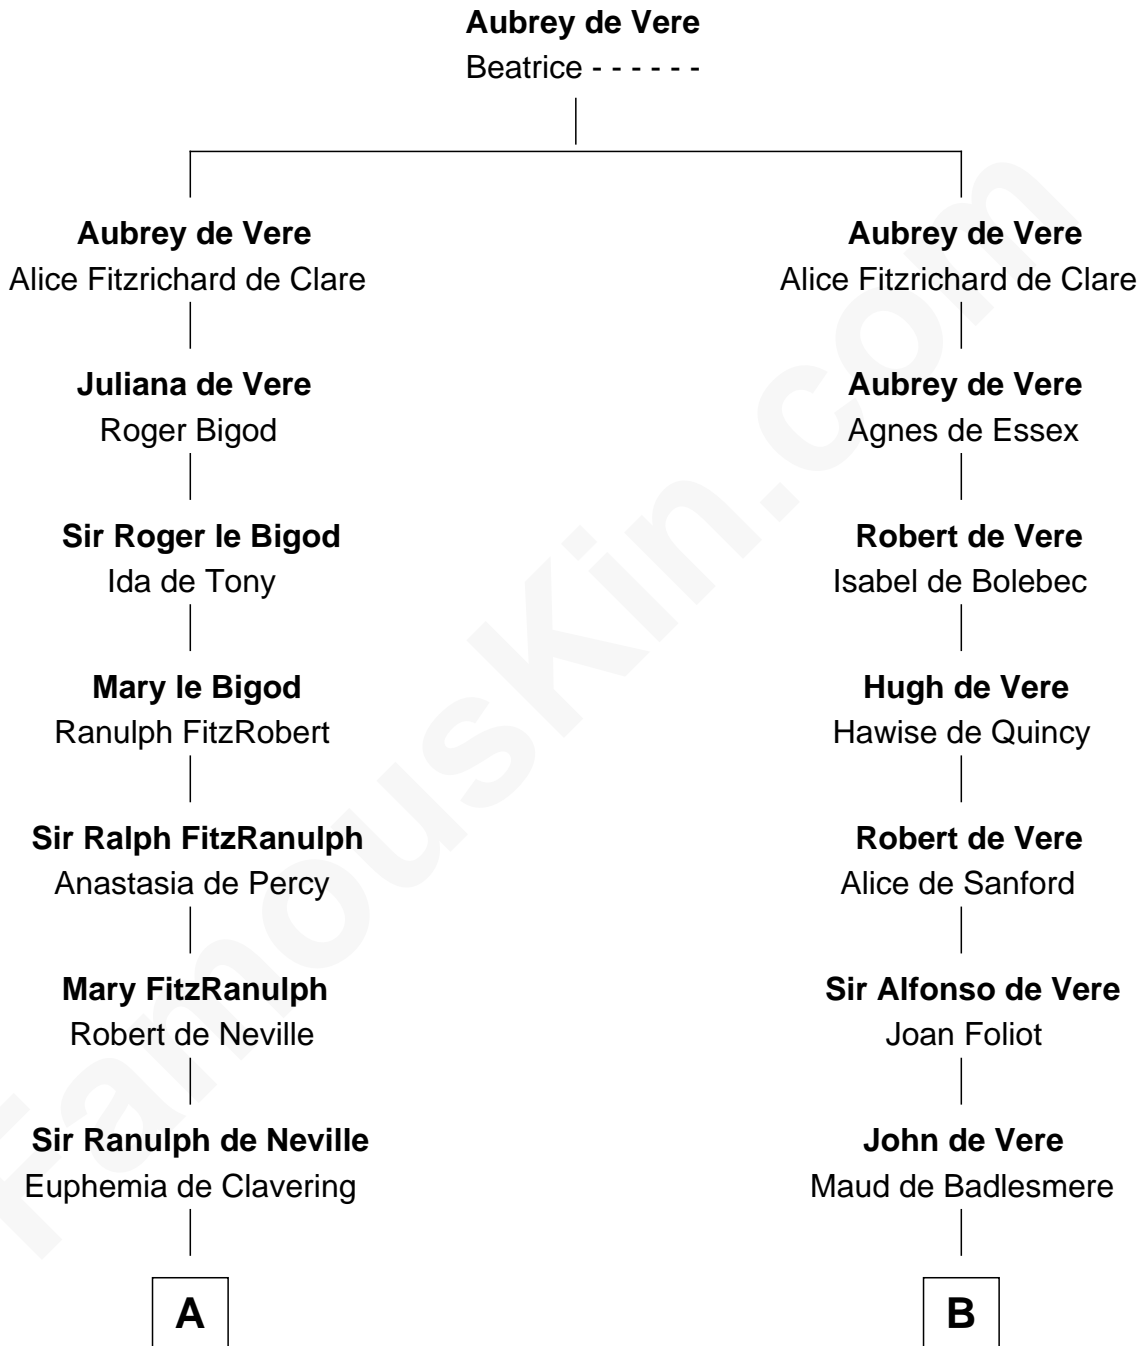 Aubrey de Vere
Beatrice - - - - - -
Aubrey de Vere
Alice Fitzrichard de Clare
Aubrey de Vere
Alice Fitzrichard de Clare
Juliana de Vere
Roger Bigod
Aubrey de Vere
Agnes de Essex
Sir Roger le Bigod
Ida de Tony
Robert de Vere
Isabel de Bolebec
Mary le Bigod
Ranulph FitzRobert
Hugh de Vere
Hawise de Quincy
Sir Ralph FitzRanulph
Anastasia de Percy
Robert de Vere
Alice de Sanford
Mary FitzRanulph
Robert de Neville
Sir Alfonso de Vere
Joan Foliot
Sir Ranulph de Neville
Euphemia de Clavering
John de Vere
Maud de Badlesmere
A
B
FamousKin.com